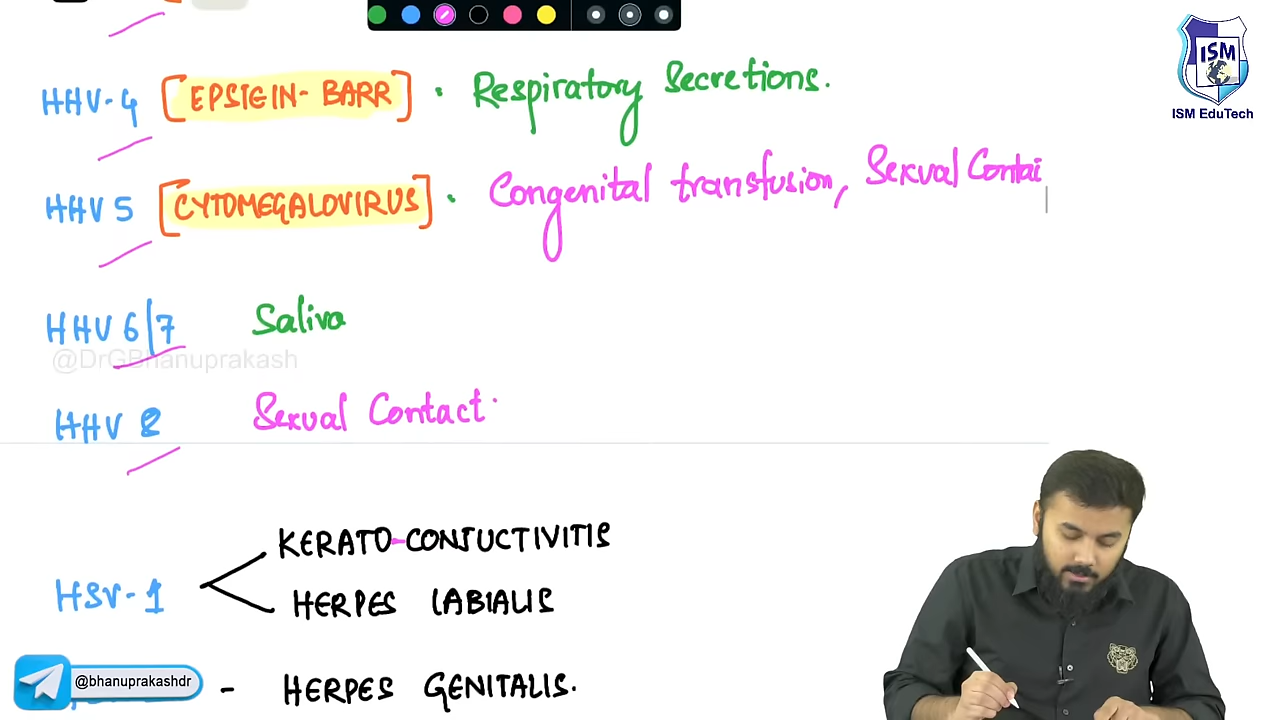 ISM
ISM EduTech
HHV-4 [EPSTEIN-BARR] · Respiratory Secretions.
HHV 5 [CYTOMEGALOVIRUS] · Congenital transfusion, Sexual Contac
HHV 6/7 Saliva
@DrGBhanuprakash
HHV 8 Sexual Contact.
KERATO-CONJUCTIVITIS
HSV-1
HERPES LABIALIS
@bhanuprakashdr
- HERPES GENITALIS.